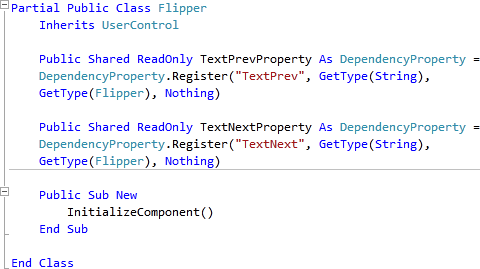 Partial Public Class Flipper
    Inherits UserControl

    Public Shared ReadOnly TextPrevProperty As DependencyProperty =
    DependencyProperty.Register("TextPrev", GetType(String),
    GetType(Flipper), Nothing)

    Public Shared ReadOnly TextNextProperty As DependencyProperty =
    DependencyProperty.Register("TextNext", GetType(String),
    GetType(Flipper), Nothing)

    Public Sub New
        InitializeComponent()
    End Sub

End Class